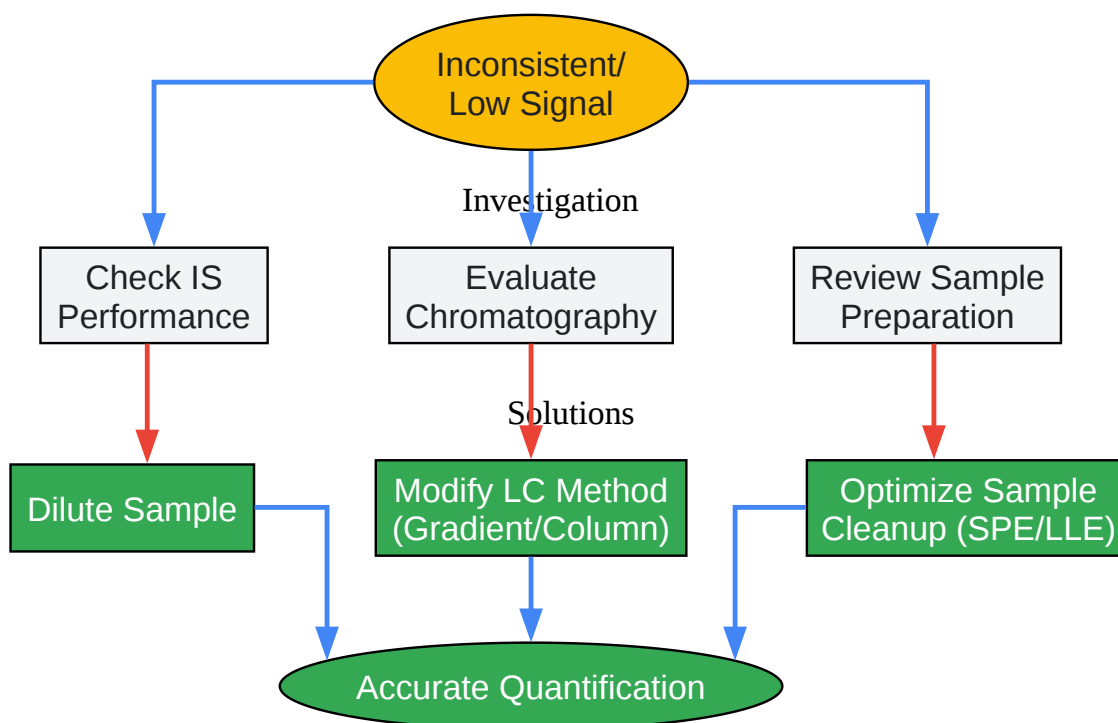 Inconsistent/
Low Signal
Investigation
Check IS
Performance
Evaluate
Chromatography
Review Sample
Preparation
Solutions
Dilute Sample
Modify LC Method
(Gradient/Column)
Optimize Sample
Cleanup (SPE/LLE)
Accurate Quantification